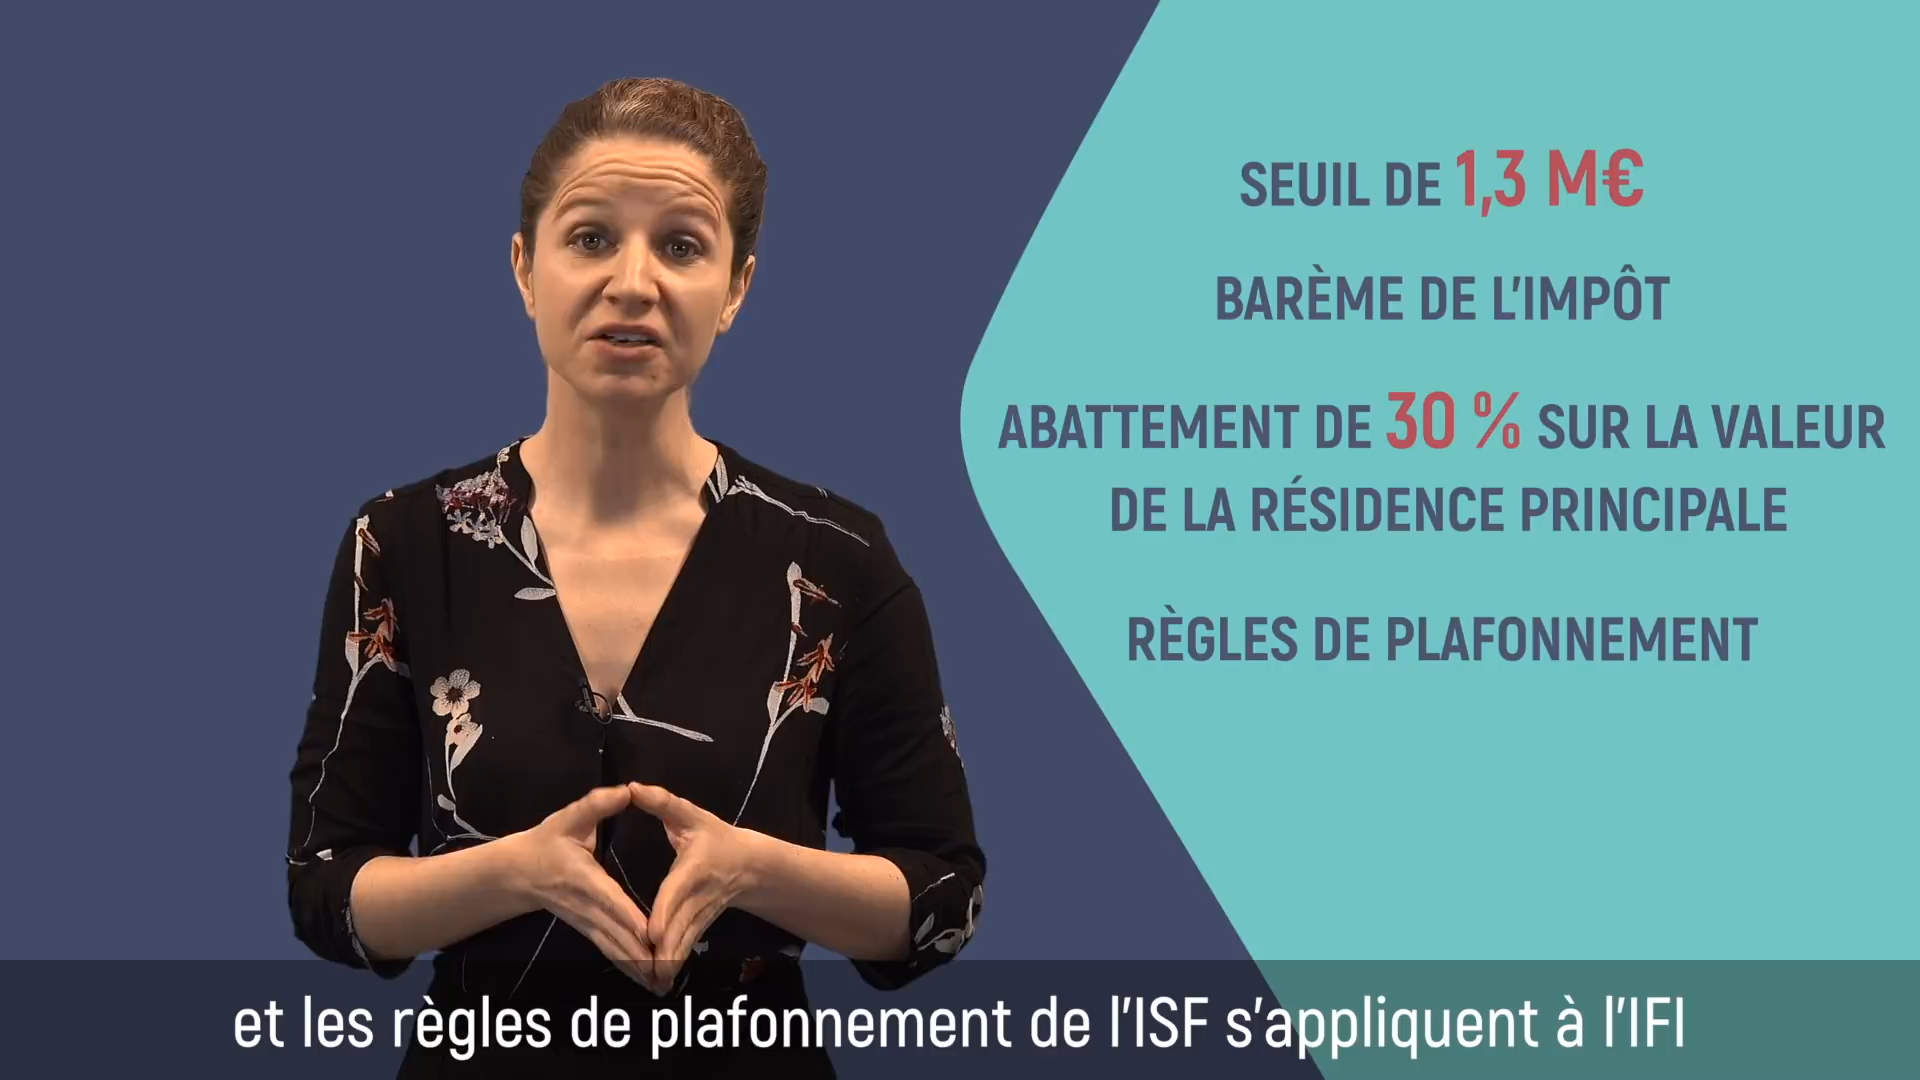 SEUIL DE 1,3 M€
BARÈME DE L'IMPÔT
ABATTEMENT DE 30 % SUR LA VALEUR
DE LA RÉSIDENCE PRINCIPALE
RÈGLES DE PLAFONNEMENT
et les règles de plafonnement de l'ISF s'appliquent à l'IFI